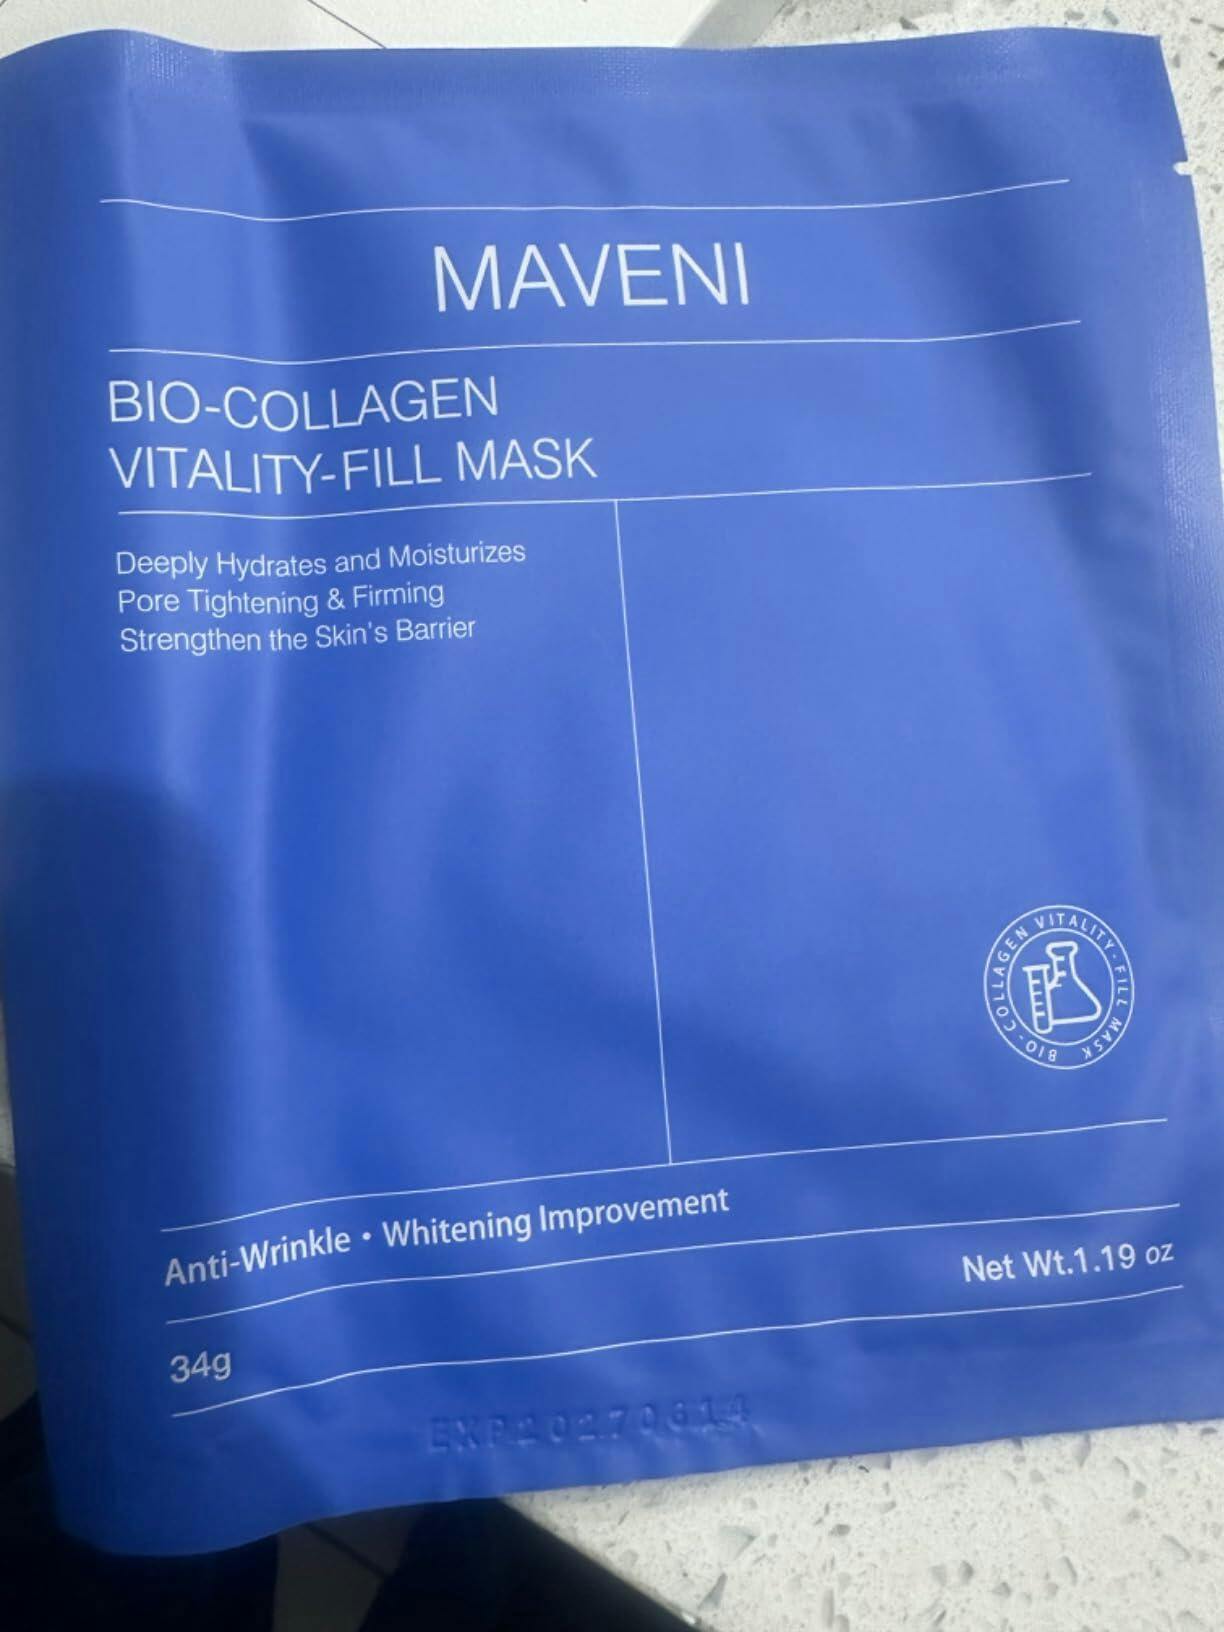 MAVENI
BIO-COLLAGEN
VITALITY-FILL MASK
Deeply Hydrates and Moisturizes
Pore Tightening & Firming
Strengthen the Skin's Barrier
BIO-COLLAGEN VITALITY-FILL MASK
Anti-Wrinkle • Whitening Improvement
Net Wt.1.19 oz
34g
EXP20270614